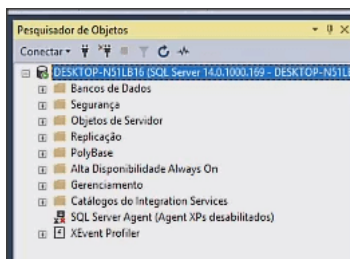 Pesquisador de Objetos
Conectar
DESKTOP-N51LB16 (SQL Server 14.0.1000.169 - DESKTOP-N51LB
Bancos de Dados
Segurança
Objetos de Servidor
Replicação
PolyBase
Alta Disponibilidade Always On
Gerenciamento
Catálogos do Integration Services
SQL Server Agent (Agent XPs desabilitados)
XEvent Profiler